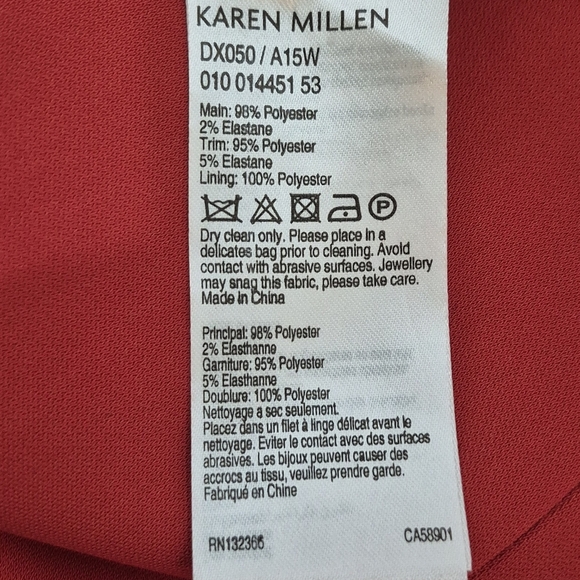 KAREN MILLEN
DX050 / A15W
010 014451 53
Main: 98% Polyester
2% Elastane
Trim: 95% Polyester
5% Elastane
Lining: 100% Polyester
P
Dry clean only. Please place in a
delicates bag prior to cleaning. Avoid
contact with abrasive surfaces. Jewellery
may snag this fabric, please take care.
Made in China
Principal: 98% Polyester
2% Elasthanne
Garniture: 95% Polyester
5% Elasthanne
Doublure: 100% Polyester
Nettoyage a sec seulement.
Placez dans un filet à linge délicat avant le
nettoyage. Eviter le contact avec des surfaces
abrasives. Les bijoux peuvent causer des
accrocs au tissu, veuillez prendre garde.
Fabriqué en Chine
RN132366 CA58901